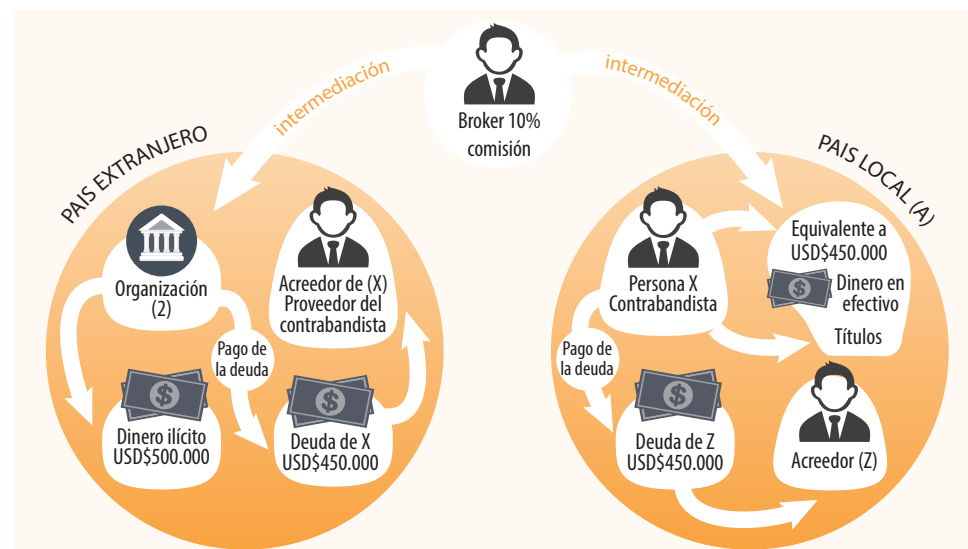 intermediación
intermediación
Broker 10%
comisión
PAIS EXTRANJERO
Organización
(2)
Acreedor de (X)
Proveedor del
contrabandista
Pago de
la deuda
Dinero ilícito
USD$500.000
$
Deuda de X
USD$450.000
$
PAIS LOCAL (A)
Persona X
Contrabandista
Equivalente a
USD$450.000
$
Dinero en
efectivo
Títulos
Pago de
la deuda
$
Deuda de Z
USD$450.000
Acreedor (Z)